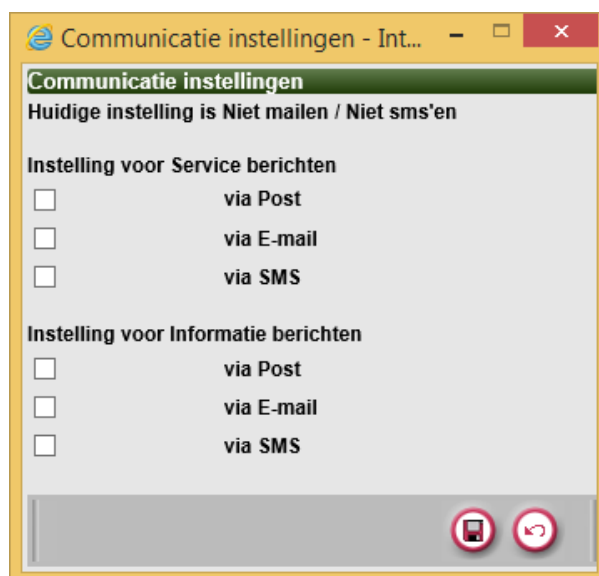 Communicatie instellingen - Int...
Communicatie instellingen
Huidige instelling is Niet mailen / Niet sms'en
Instelling voor Service berichten
via Post
via E-mail
via SMS
Instelling voor Informatie berichten
via Post
via E-mail
via SMS